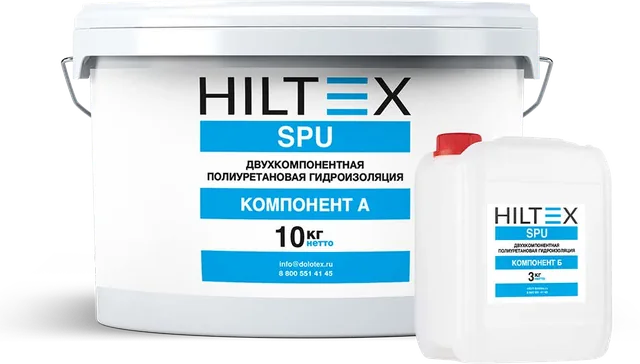 HILTEX
SPU
ДВУХКОМПОНЕНТНАЯ
ПОЛИУРЕТАНОВАЯ ГИДРОИЗОЛЯЦИЯ
КОМПОНЕНТ А
10кг
нетто
info@dolotex.ru
8 800 551 41 45
HILTEX
SPU
ДВУХКОМПОНЕНТНАЯ
ПОЛИУРЕТАНОВАЯ ГИДРОИЗОЛЯЦИЯ
КОМПОНЕНТ Б
3кг
нетто